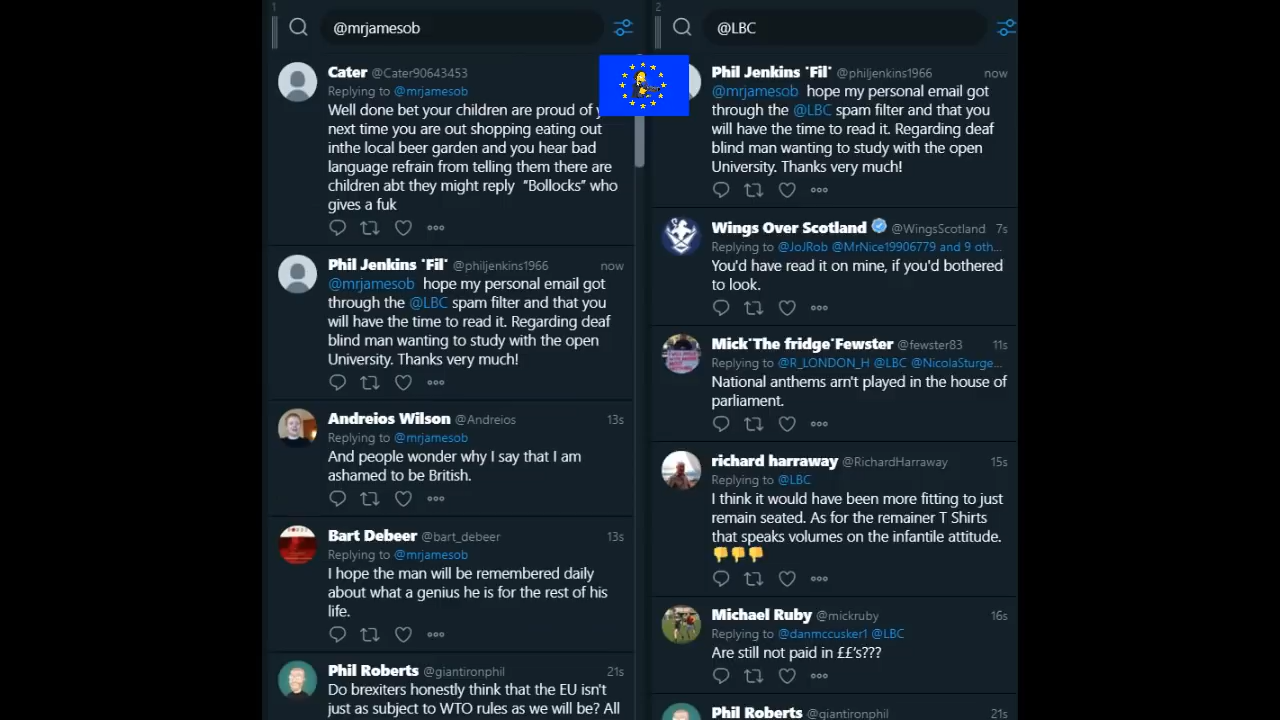 1
@mrjamesob
Cater @Cater90643453
Replying to @mrjamesob
Well done bet your children are proud of
next time you are out shopping eating out
inthe local beer garden and you hear bad
language refrain from telling them there are
children abt they might reply "Bollocks" who
gives a fuk
Phil Jenkins *Fil* @philjenkins1966 now
@mrjamesob hope my personal email got
through the @LBC spam filter and that you
will have the time to read it. Regarding deaf
blind man wanting to study with the open
University. Thanks very much!
Andreios Wilson @Andreios 13s
Replying to @mrjamesob
And people wonder why I say that I am
ashamed to be British.
Bart Debeer @bart_debeer 13s
Replying to @mrjamesob
I hope the man will be remembered daily
about what a genius he is for the rest of his
life.
Phil Roberts @giantironphil 21s
Do brexiters honestly think that the EU isn't
just as subject to WTO rules as we will be? All
2
@LBC
Phil Jenkins *Fil* @philjenkins1966 now
@mrjamesob hope my personal email got
through the @LBC spam filter and that you
will have the time to read it. Regarding deaf
blind man wanting to study with the open
University. Thanks very much!
Wings Over Scotland @WingsScotland 7s
Replying to @JoJRob @MrNice19906779 and 9 oth...
You'd have read it on mine, if you'd bothered
to look.
Mick*The fridge*Fewster @fewster83 11s
Replying to @R_LONDON_H @LBC @NicolaSturge...
National anthems arn't played in the house of
parliament.
richard harraway @RichardHarraway 15s
Replying to @LBC
I think it would have been more fitting to just
remain seated. As for the remainer T Shirts
that speaks volumes on the infantile attitude.
👎👎👎
Michael Ruby @mickruby 16s
Replying to @danmccusker1 @LBC
Are still not paid in ££'s???
Phil Roberts @giantironphil 21s